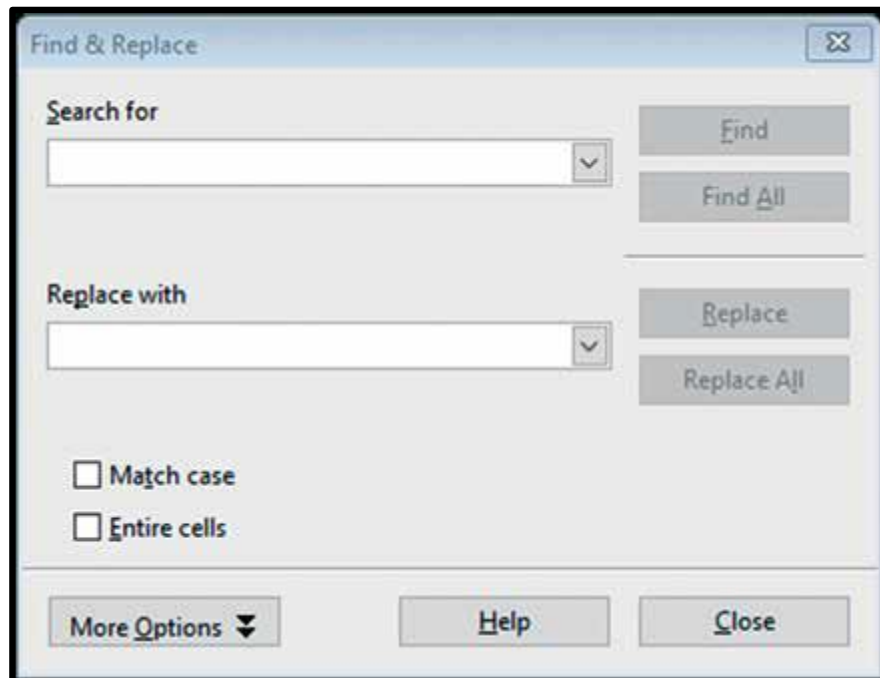 Find & Replace
Search for
Find
Find All
Replace with
Replace
Replace All
Match case
Entire cells
More Options
Help
Close